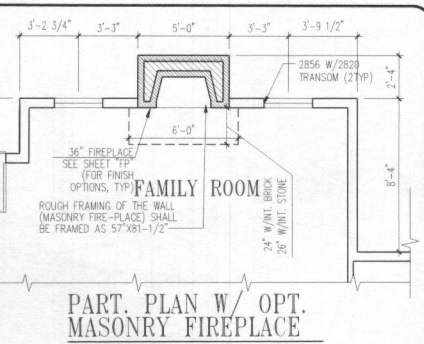 3'-2 3/4"
3'-3"
5'-0"
3'-3"
3'-9 1/2"
2856 W/2820
TRANSOM (2TYP)
2'-4"
6'-0"
36" FIREPLACE
SEE SHEET "FP"
(FOR FINISH
OPTIONS, TYP)
FAMILY ROOM
ROUGH FRAMING OF THE WALL
(MASONRY FIRE-PLACE) SHALL
BE FRAMED AS 57"X81-1/2"
24" W/INT. BRICK
26" W/INT. STONE
8'-4"
PART. PLAN W/ OPT.
MASONRY FIREPLACE